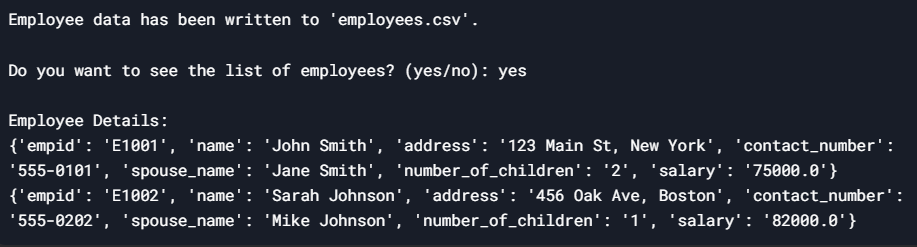 Employee data has been written to 'employees.csv'.
Do you want to see the list of employees? (yes/no): yes
Employee Details:
{'empid': 'E1001', 'name': 'John Smith', 'address': '123 Main St, New York', 'contact_number':
'555-0101', 'spouse_name': 'Jane Smith', 'number_of_children': '2', 'salary': '75000.0'}
{'empid': 'E1002', 'name': 'Sarah Johnson', 'address': '456 Oak Ave, Boston', 'contact_number':
'555-0202', 'spouse_name': 'Mike Johnson', 'number_of_children': '1', 'salary': '82000.0'}